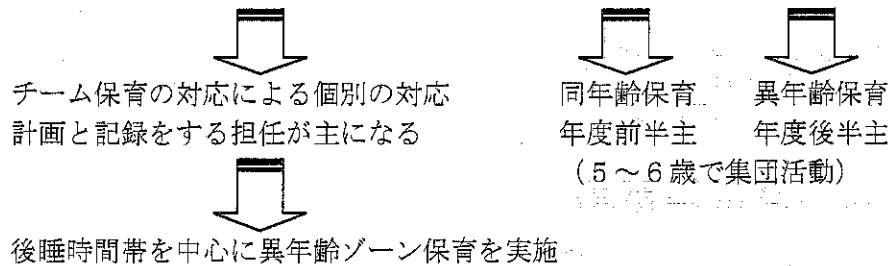 チーム保育の対応による個別の対応
計画と記録をする担任が主になる
同年齢保育
年度前半主
異年齢保育
年度後半主
(5~6歳で集団活動)
後睡時間帯を中心に異年齢ゾーン保育を実施